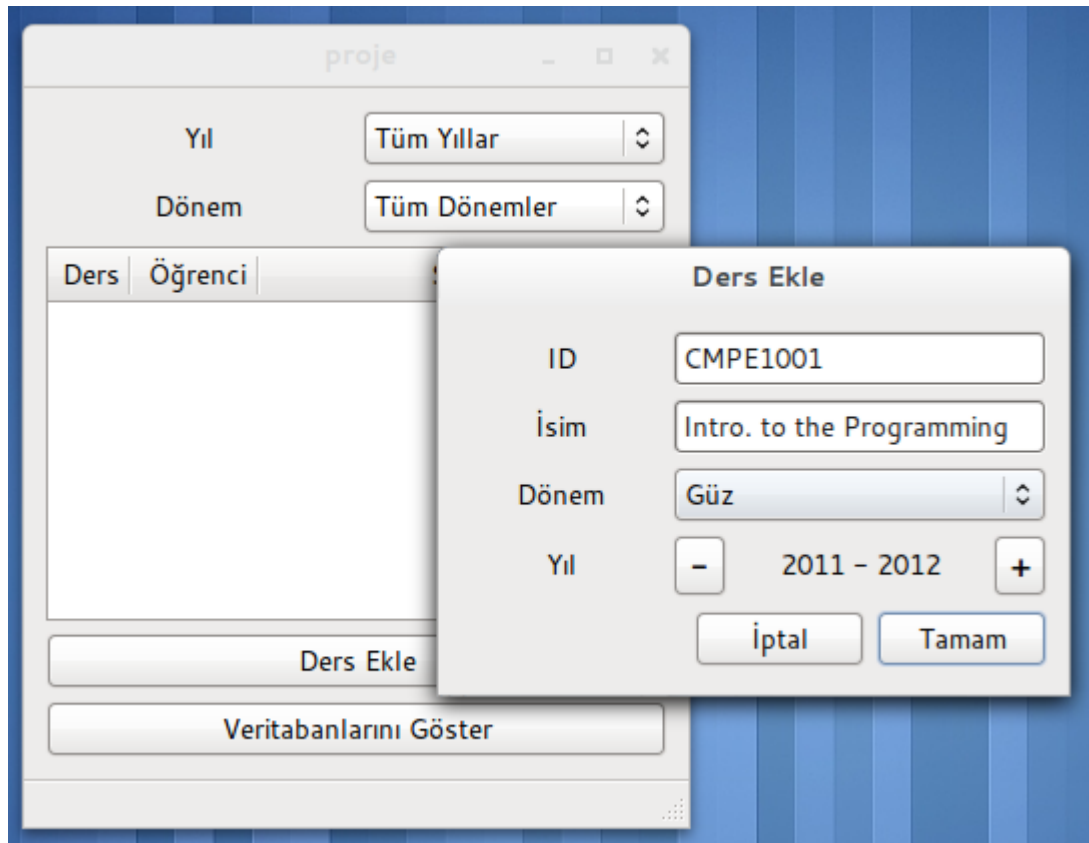 proje
Yıl
Tüm Yıllar
Dönem
Tüm Dönemler
Ders Öğrenci
Ders Ekle
Veritabanlarını Göster
Ders Ekle
ID
CMPE1001
İsim
Intro. to the Programming
Dönem
Güz
Yıl
-
2011 - 2012
+
İptal
Tamam